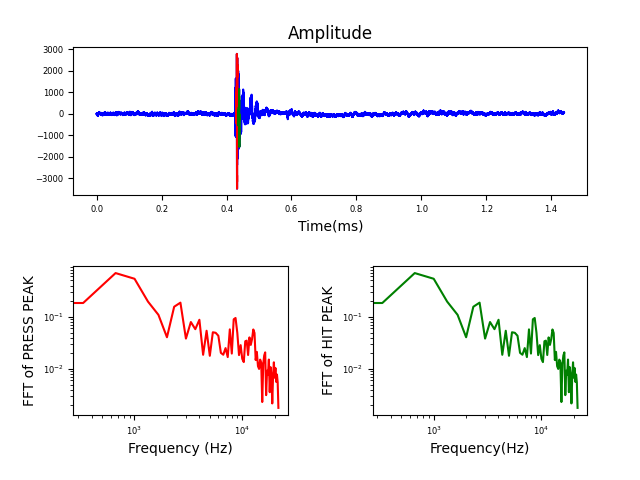 Amplitude
3000
2000
1000
0
−1000
−2000
−3000
0.0 0.2 0.4 0.6 0.8 1.0 1.2 1.4
Time(ms)
FFT of PRESS PEAK
10⁻¹
10⁻²
10³ 10⁴
Frequency (Hz)
FFT of HIT PEAK
10⁻¹
10⁻²
10³ 10⁴
Frequency(Hz)